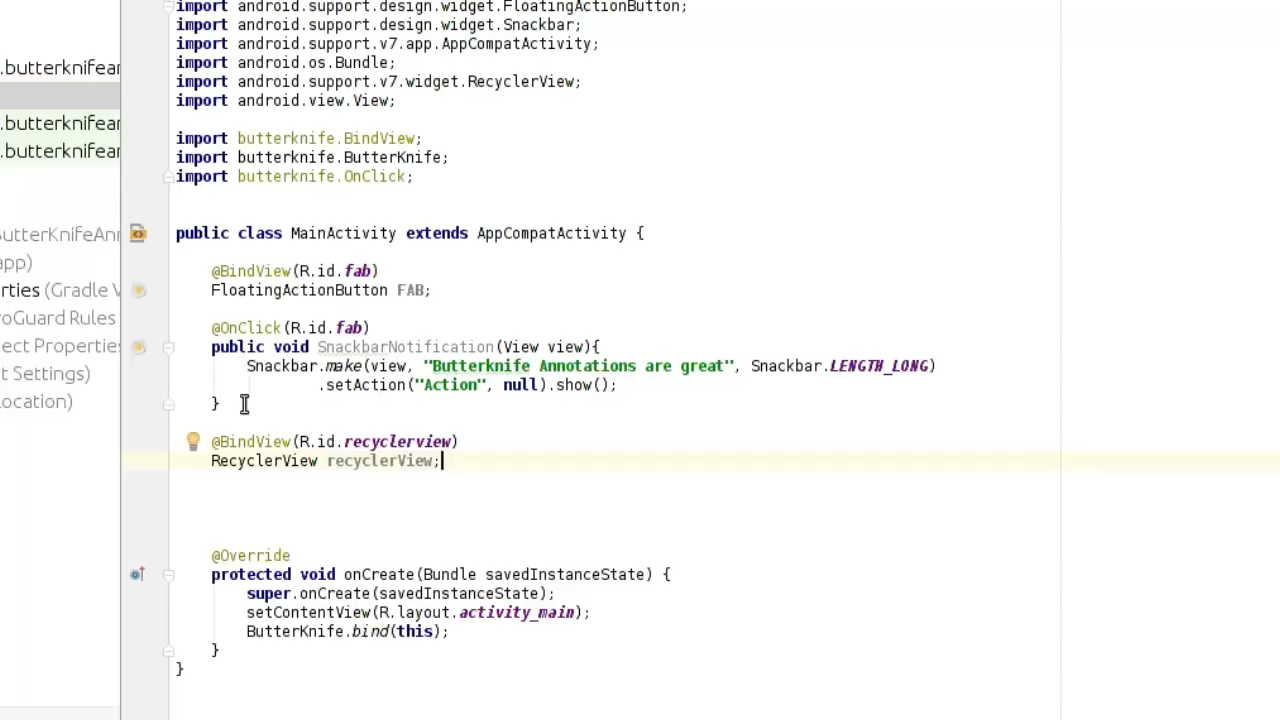 import android.support.design.widget.FloatingActionButton;
import android.support.design.widget.Snackbar;
import android.support.v7.app.AppCompatActivity;
import android.os.Bundle;
import android.support.v7.widget.RecyclerView;
import android.view.View;
import butterknife.BindView;
import butterknife.ButterKnife;
import butterknife.OnClick;
public class MainActivity extends AppCompatActivity {
@BindView(R.id.fab)
FloatingActionButton FAB;
@OnClick(R.id.fab)
public void SnackbarNotification(View view){
Snackbar.make(view, "Butterknife Annotations are great", Snackbar.LENGTH_LONG)
.setAction("Action", null).show();
}
@BindView(R.id.recyclerview)
RecyclerView recyclerView;
@Override
protected void onCreate(Bundle savedInstanceState) {
super.onCreate(savedInstanceState);
setContentView(R.layout.activity_main);
ButterKnife.bind(this);
}
}
.butterknifear
.butterknifear
.butterknifear
utterKnifeAnn
app)
rties (Gradle V
oGuard Rules
ect Properties
t Settings)
ocation)